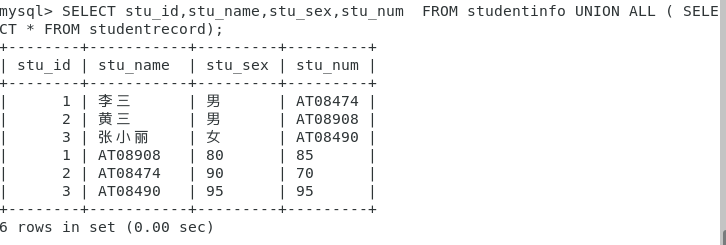 mysql> SELECT stu_id,stu_name,stu_sex,stu_num  FROM studentinfo UNION ALL ( SELE
CT * FROM studentrecord);
+--------+----------+---------+---------+
| stu_id | stu_name | stu_sex | stu_num |
+--------+----------+---------+---------+
|      1 | 李三     | 男      | AT08474 |
|      2 | 黄三     | 男      | AT08908 |
|      3 | 张小丽   | 女      | AT08490 |
|      1 | AT08908  | 80      | 85      |
|      2 | AT08474  | 90      | 70      |
|      3 | AT08490  | 95      | 95      |
+--------+----------+---------+---------+
6 rows in set (0.00 sec)